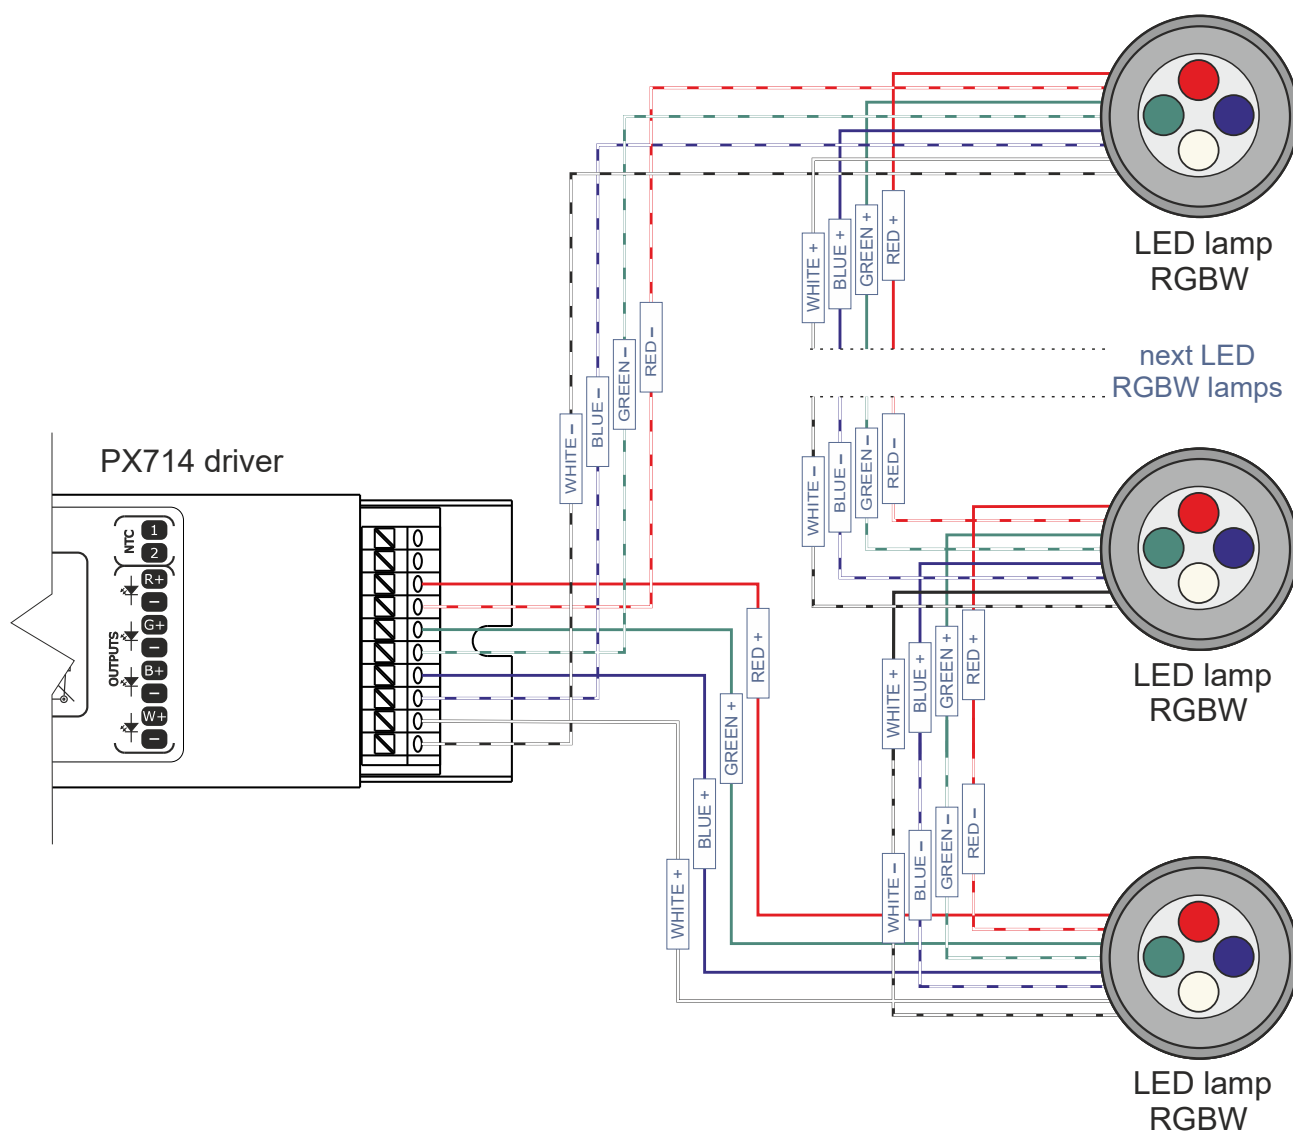 LED lamp
RGBW
WHITE +
BLUE +
GREEN +
RED +
next LED
RGBW lamps
WHITE –
BLUE –
GREEN –
RED –
WHITE –
BLUE –
GREEN –
RED –
PX714 driver
NTC
1
2
OUTPUTS
R+
–
G+
–
B+
–
W+
–
LED lamp
RGBW
WHITE +
BLUE +
GREEN +
RED +
WHITE –
BLUE –
GREEN –
RED –
RED +
GREEN +
BLUE +
WHITE +
LED lamp
RGBW